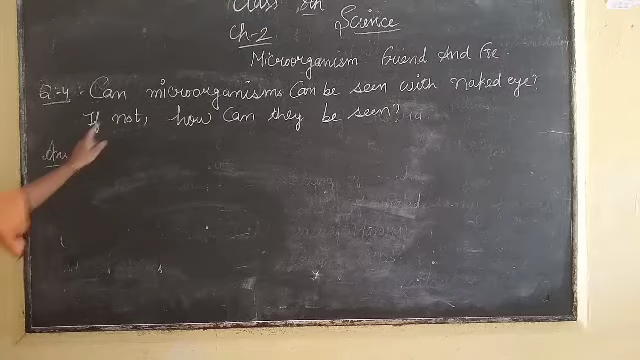 Class 8th
Science
Ch-2
Microorganism Friend And Foe
Q.4 Can microorganisms can be seen with naked eye?
If not, how can they be seen?
Ans